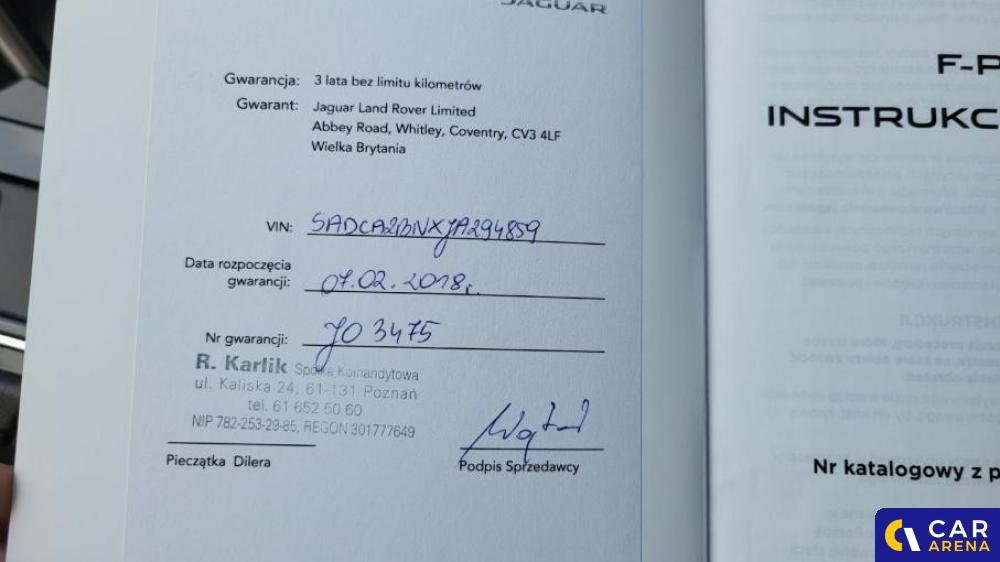 JAGUAR
Gwarancja: 3 lata bez limitu kilometrów
Gwarant: Jaguar Land Rover Limited
Abbey Road, Whitley, Coventry, CV3 4LF
Wielka Brytania
VIN: SADCA2BNXJA294859
Data rozpoczęcia
gwarancji: 07.02.2018r.
Nr gwarancji: JO 3475
R. Karlik Spółka Komandytowa
ul. Kaliska 24, 61-131 Poznań
tel. 61 652 50 60
NIP 782-253-29-85, REGON 301777649
Pieczątka Dilera
Podpis Sprzedawcy
F-P
INSTRUKC
Nr katalogowy z p
CAR
ARENA